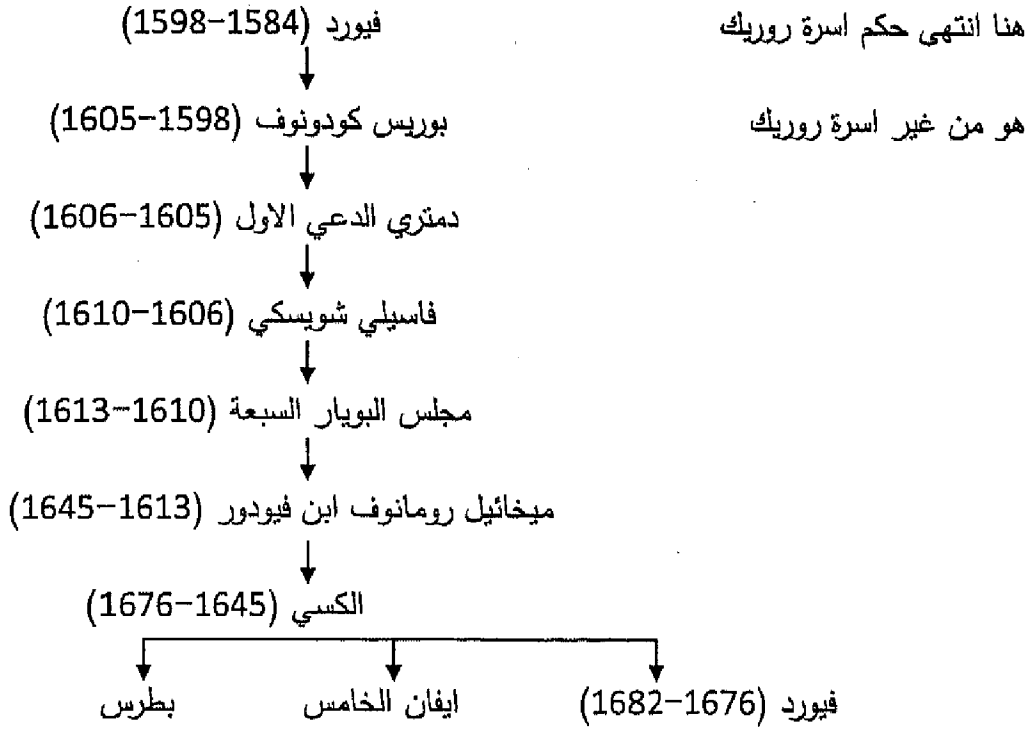 هنا انتهى حكم اسرة روريك
فيورد (1584-1598)
هو من غير اسرة روريك
بوريس كودونوف (1598-1605)
دمتري الدعي الاول (1605-1606)
فاسيلي شويسكي (1606-1610)
مجلس البويار السبعة (1610-1613)
ميخائيل رومانوف ابن فيودور (1613-1645)
الكسي (1645-1676)
فيورد (1676-1682)
ايفان الخامس
بطرس